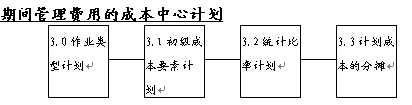 期间管理费用的成本中心计划
3.0 作业类
型计划
3.1 初级成
本要素计
划
3.2 统计比
率计划
3.3 计划成
本的分摊